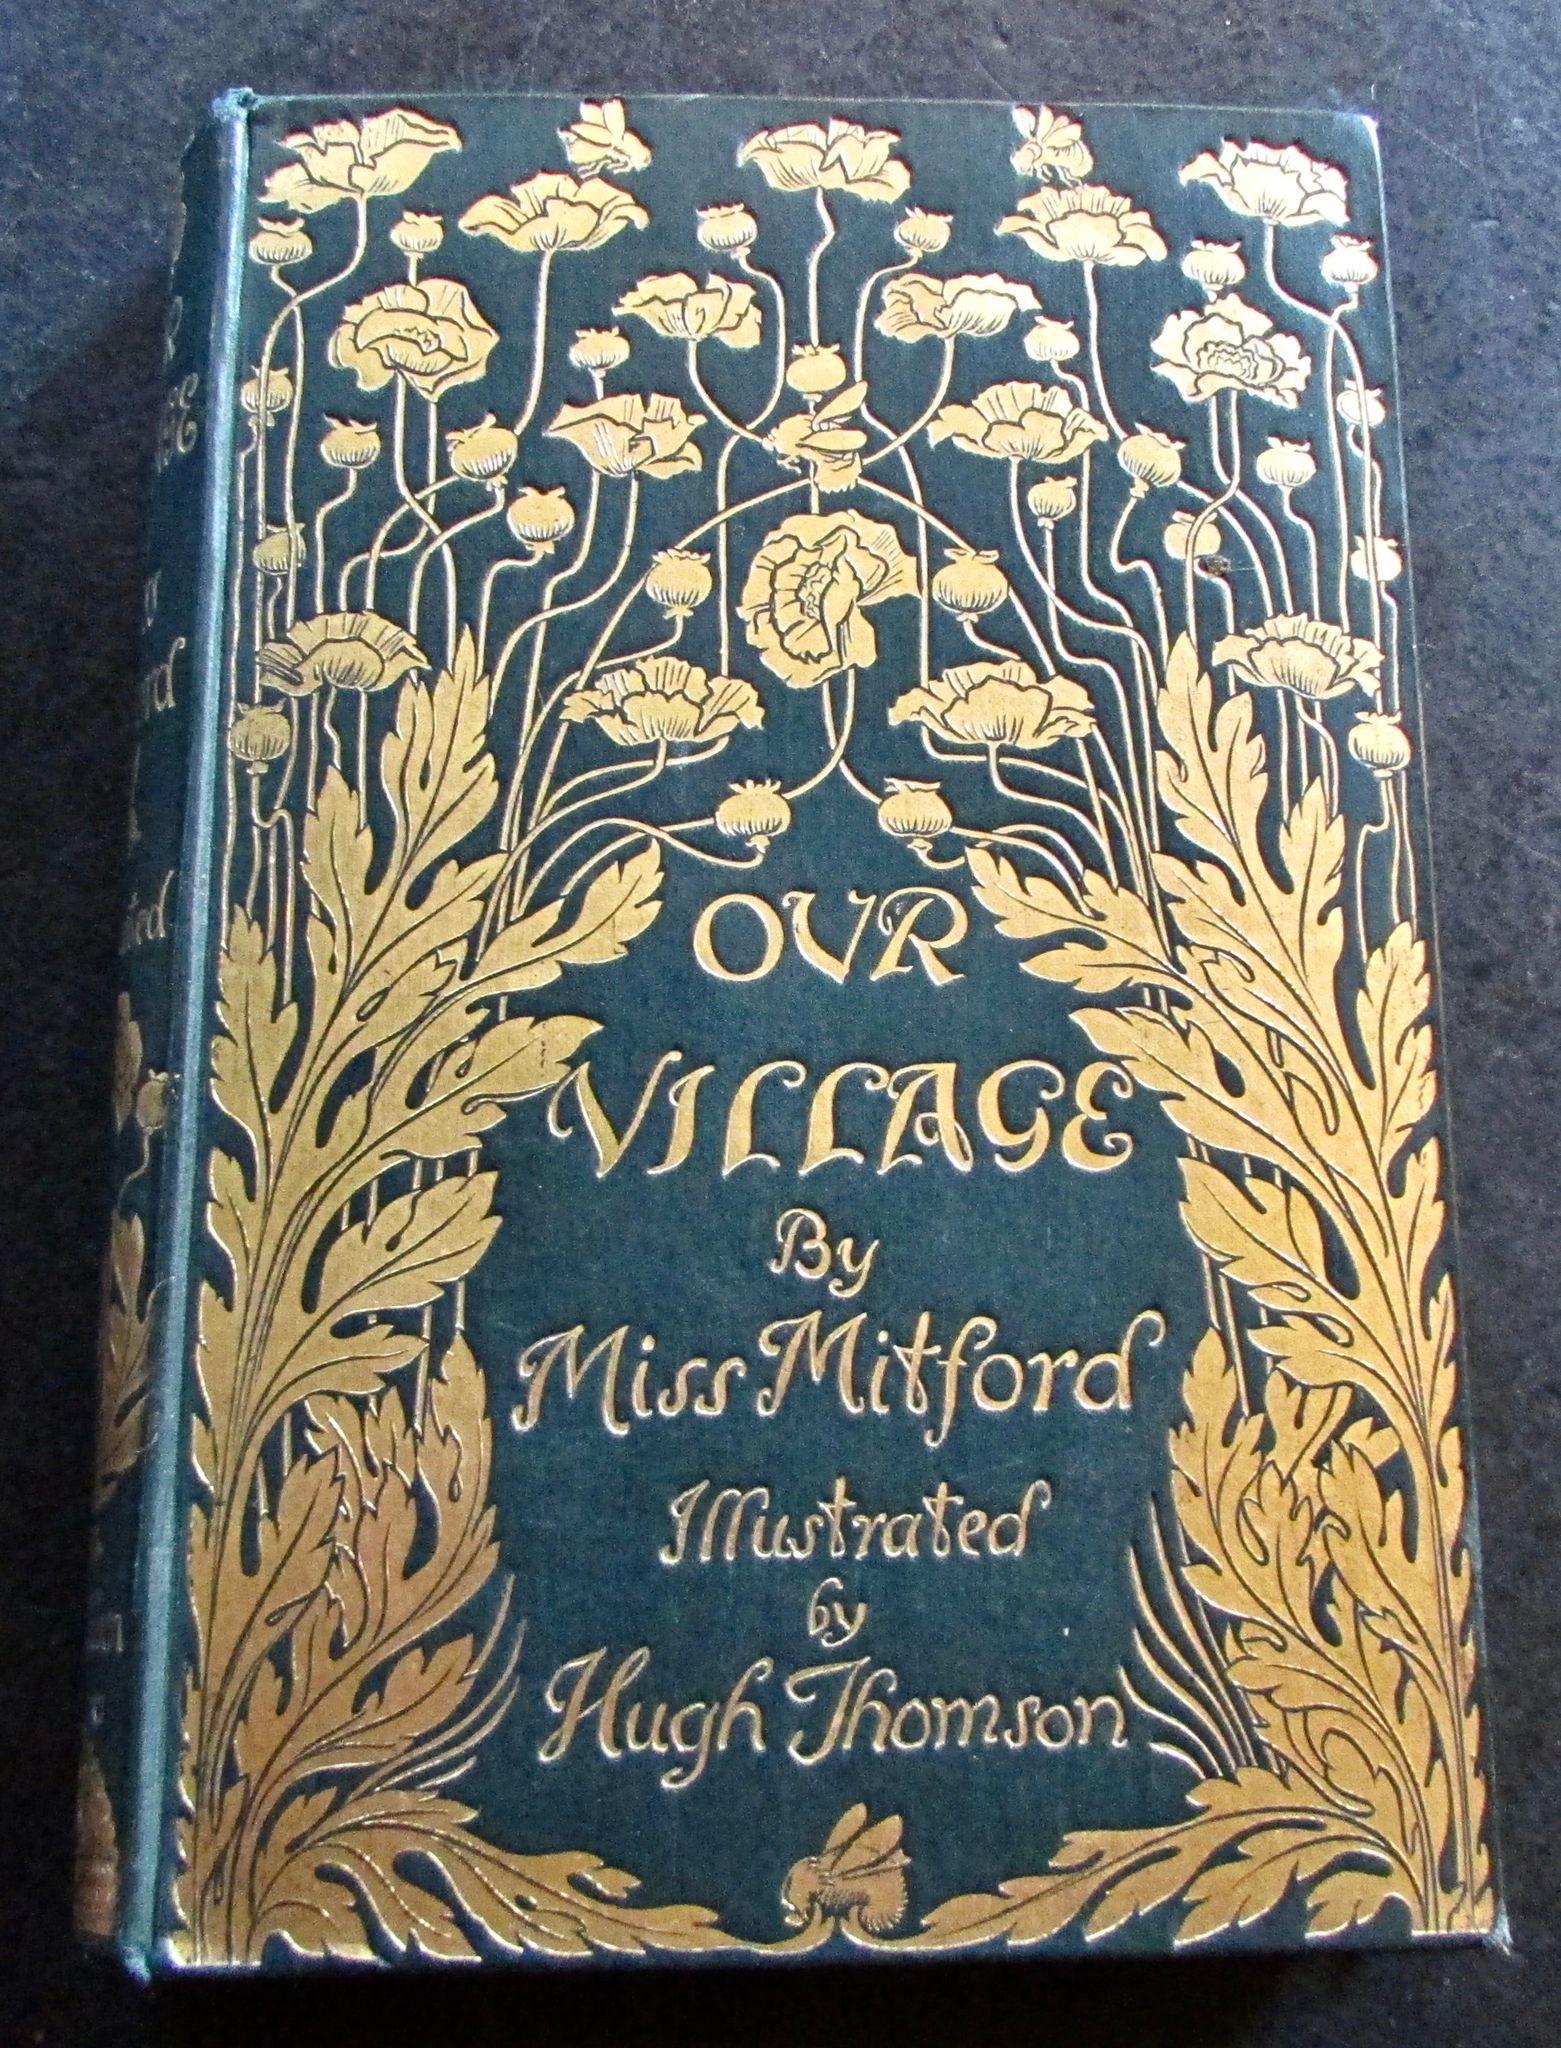 OVR
VILLAGE
By
Miss Mitford
Illustrated
by
Hugh Thomson